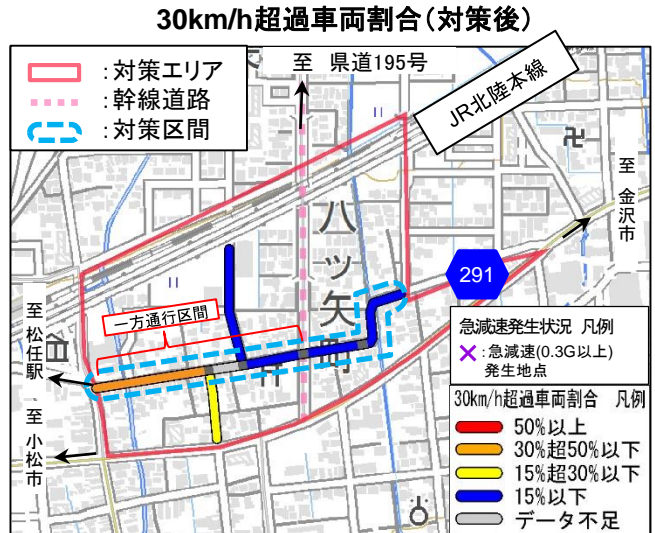 30km/h超過車両割合(対策後)
:対策エリア
:幹線道路
:対策区間
至 県道195号
JR北陸本線
至 金沢市
八ツ矢町
291
一方通行区間
至 松任駅
至 小松市
急減速発生状況 凡例
×:急減速(0.3G以上)
発生地点
30km/h超過車両割合 凡例
50%以上
30%超50%以下
15%超30%以下
15%以下
データ不足